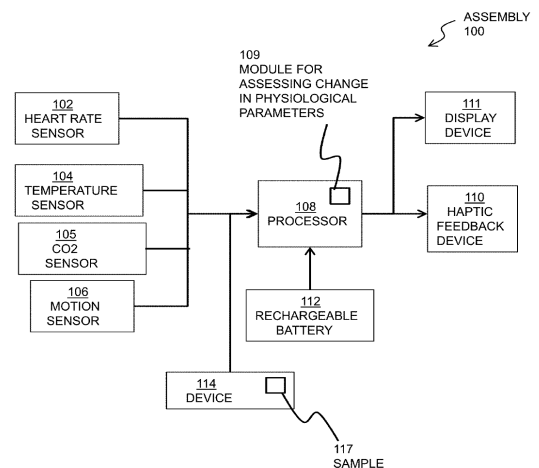 ASSEMBLY
100
109
MODULE FOR
ASSESSING CHANGE
IN PHYSIOLOGICAL
PARAMETERS
102
HEART RATE
SENSOR
111
DISPLAY
DEVICE
104
TEMPERATURE
SENSOR
108
PROCESSOR
110
HAPTIC
FEEDBACK
DEVICE
105
CO2
SENSOR
106
MOTION
SENSOR
112
RECHARGEABLE
BATTERY
114
DEVICE
117
SAMPLE